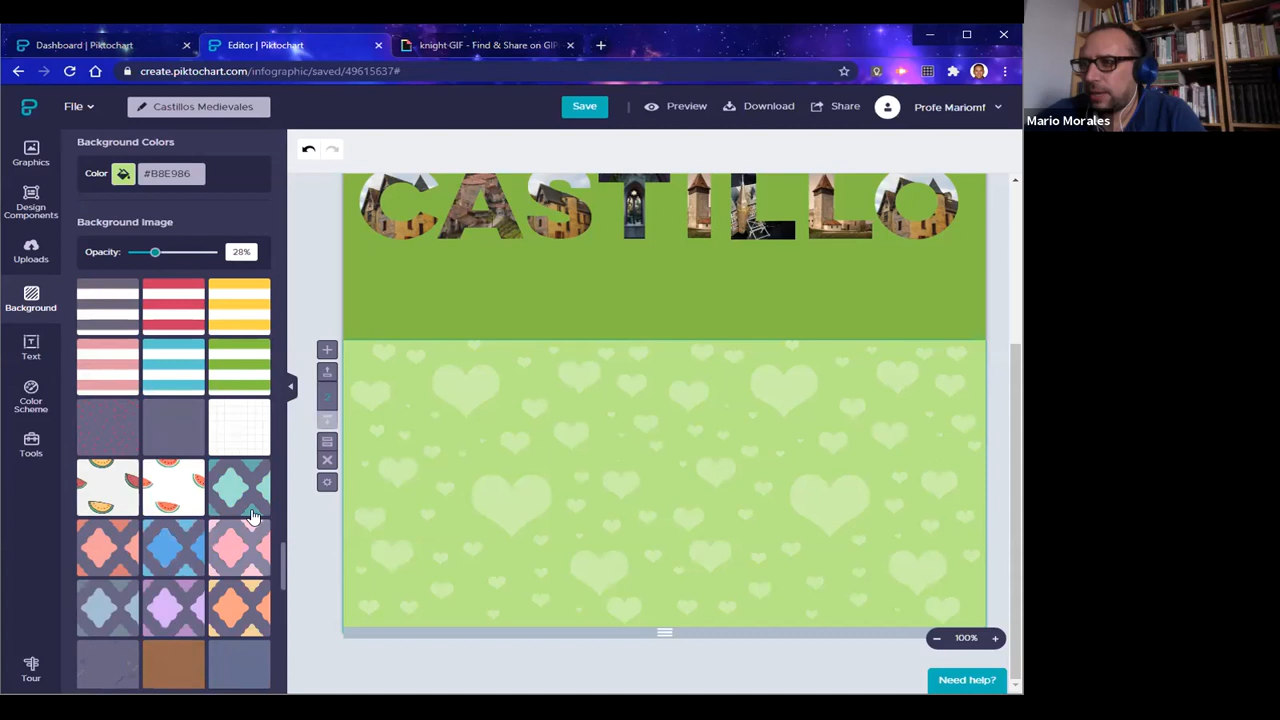 Dashboard | Piktochart
Editor | Piktochart
knight GIF - Find & Share on GIP
create.piktochart.com/infographic/saved/49615637#
FIle
Castillos Medievales
Save
Preview
Download
Share
Profe Mariomf
Mario Morales
Graphics
Design
Components
Uploads
Background
Text
Color
Scheme
Tools
Tour
Background Colors
Color
#B8E986
Background Image
Opacity:
28%
CASTILLO
100%
Need help?